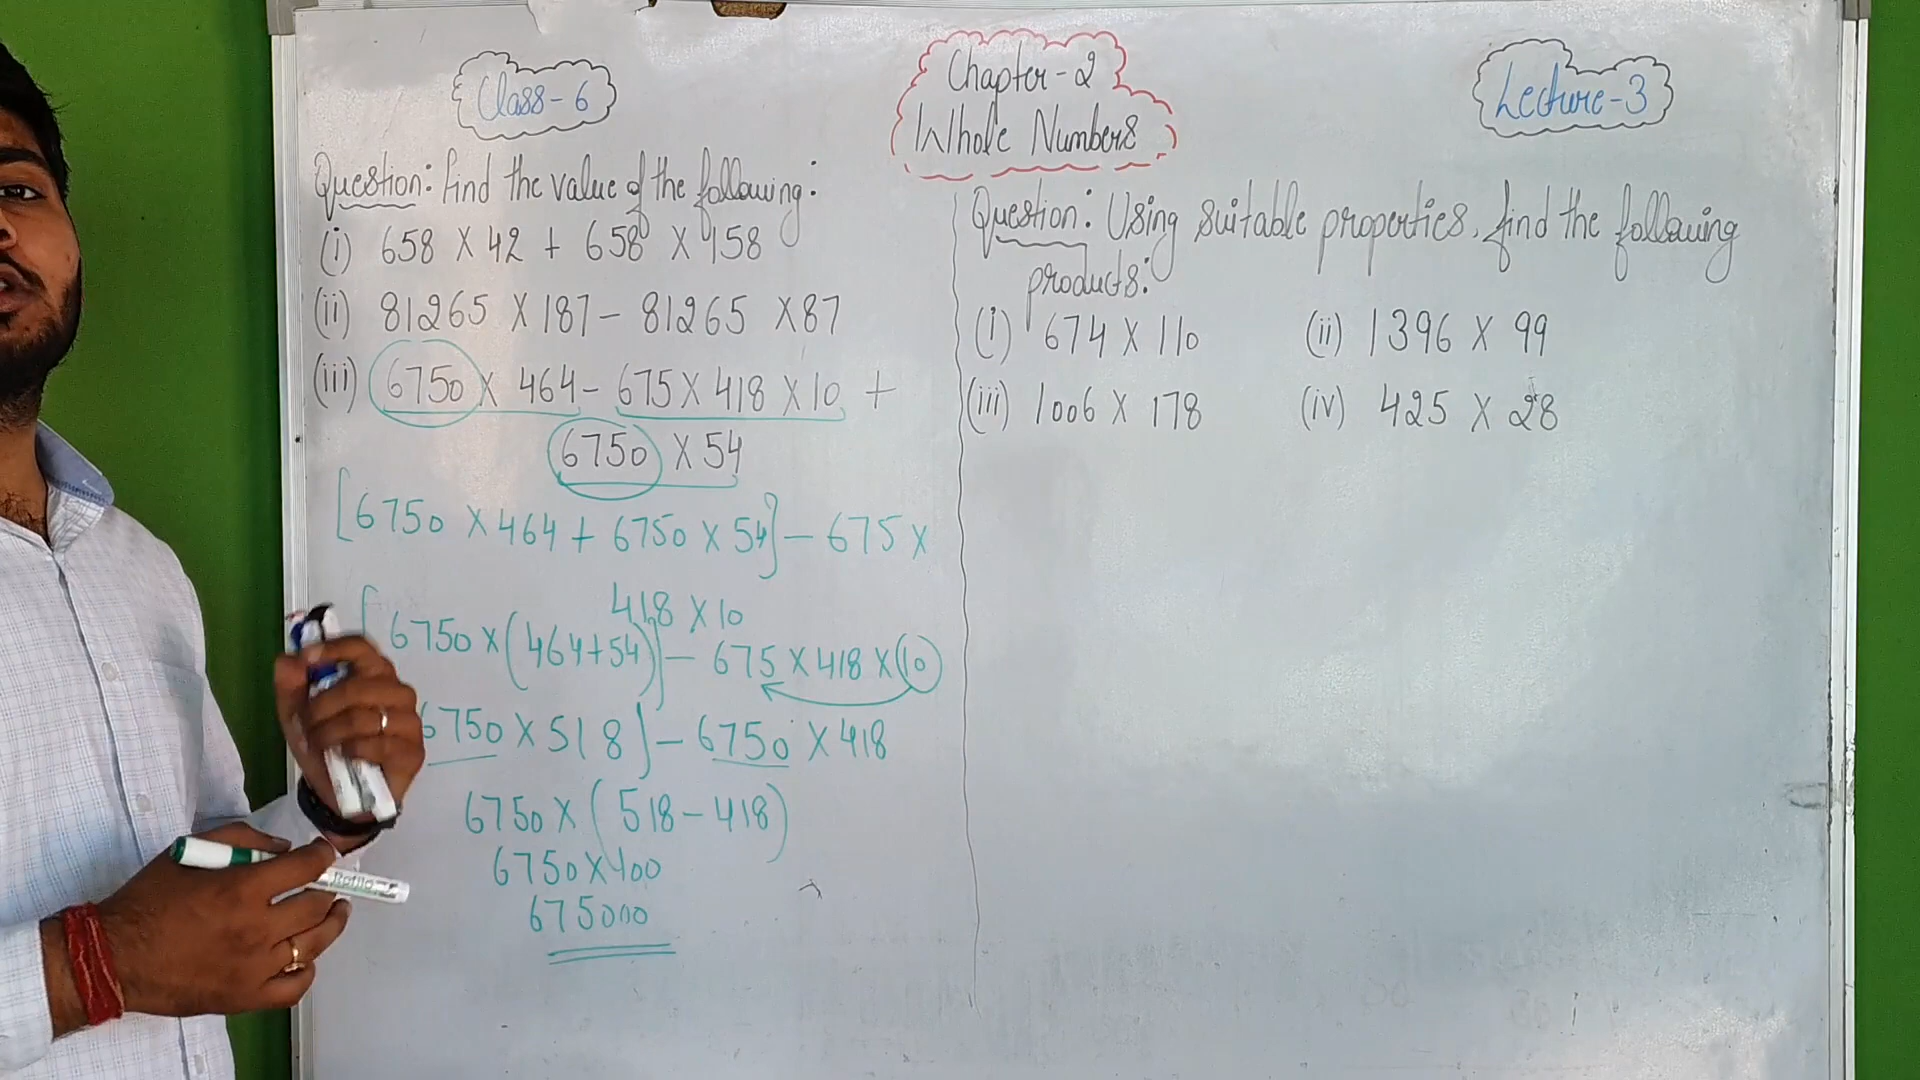 Class-6
Chapter-2
Whole Numbers
Lecture-3
Question: Find the value of the following:
(i) 658 X 42 + 658 X 158
(ii) 81265 X 187 - 81265 X 87
(iii) 6750 X 464 - 675 X 418 X 10 +
6750 X 54
[6750 X 464 + 6750 X 54] - 675 X
418 X 10
[6750 X (464+54)] - 675 X 418 X 10
6750 X 518] - 6750 X 418
6750 X (518 - 418)
6750 X 100
675000
Question: Using suitable properties, find the following
products:
(i) 674 X 110 (ii) 1396 X 99
(iii) 1006 X 178 (iv) 425 X 28